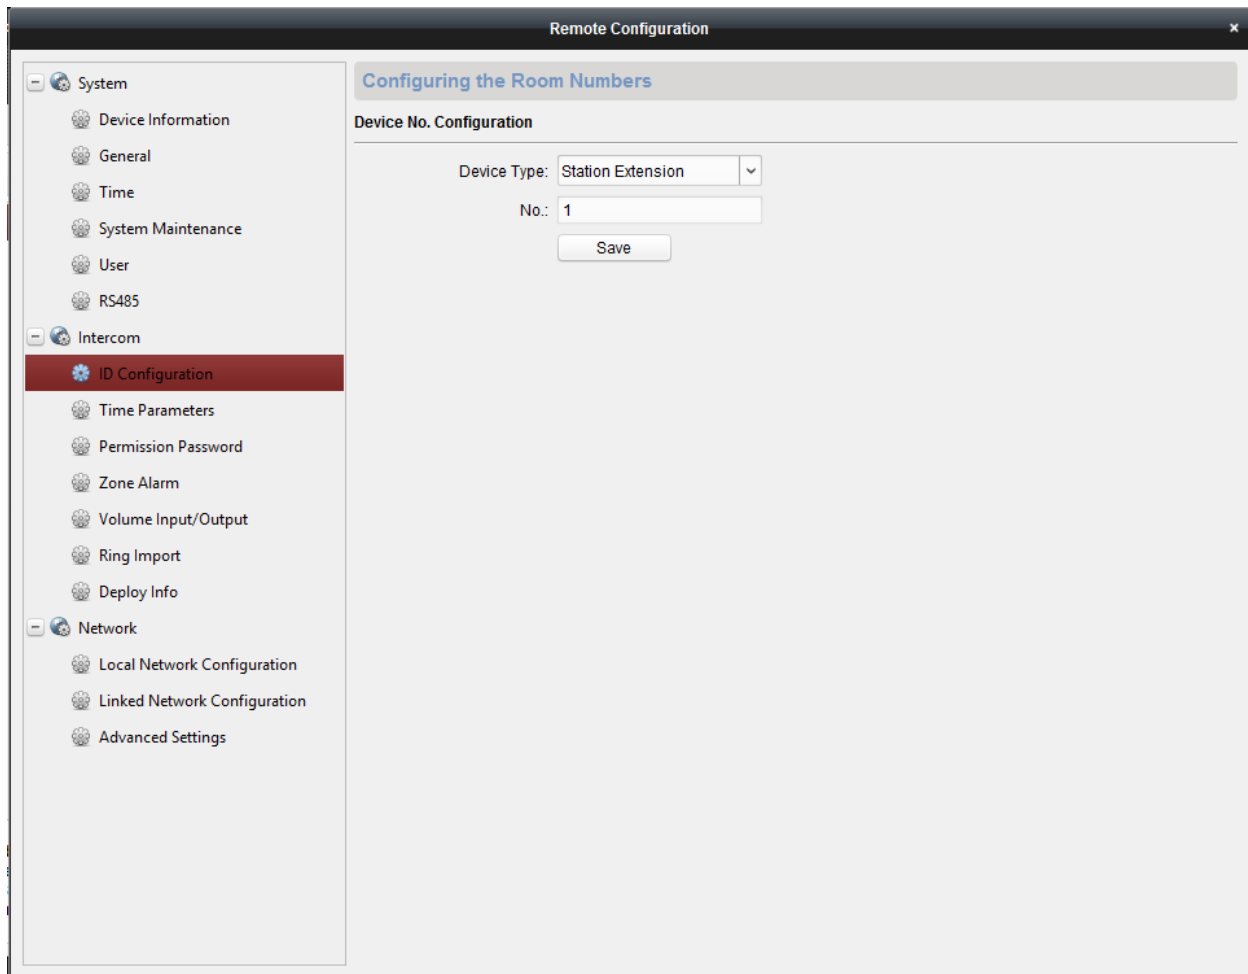 Remote Configuration
System
Device Information
General
Time
System Maintenance
User
RS485
Intercom
ID Configuration
Time Parameters
Permission Password
Zone Alarm
Volume Input/Output
Ring Import
Deploy Info
Network
Local Network Configuration
Linked Network Configuration
Advanced Settings
Configuring the Room Numbers
Device No. Configuration
Device Type: Station Extension
No.: 1
Save